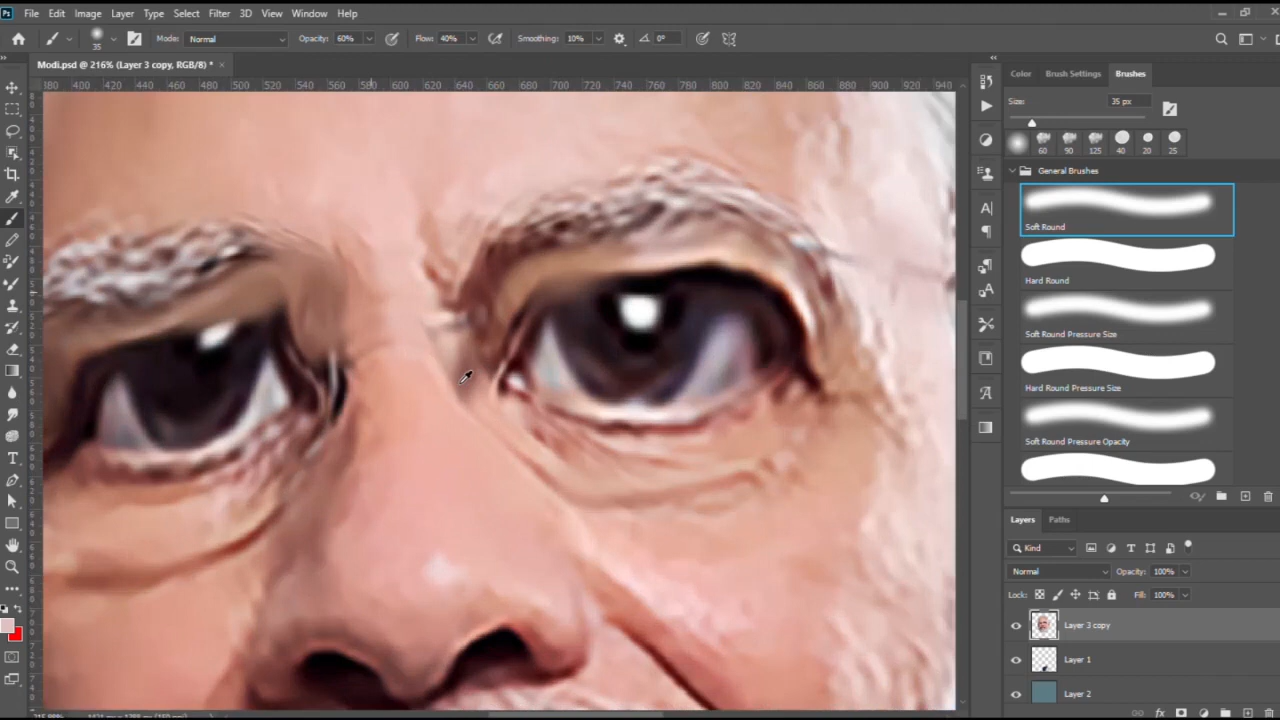 File Edit Image Layer Type Select Filter 3D View Window Help
35 Mode: Normal Opacity: 60% Flow: 40% Smoothing: 10% 0°
Modi.psd @ 216% (Layer 3 copy, RGB/8) *
380 400 420 440 460 480 500 520 540 560 580 600 620 640 660 680 700 720 740 760 780 800 820 840 860 880 900 920 940
Color Brush Settings Brushes
Size: 35 px
60 90 125 40 20 25
General Brushes
Soft Round
Hard Round
Soft Round Pressure Size
Hard Round Pressure Size
Soft Round Pressure Opacity
Layers Paths
Kind
Normal Opacity: 100%
Lock: Fill: 100%
Layer 3 copy
Layer 1
Layer 2